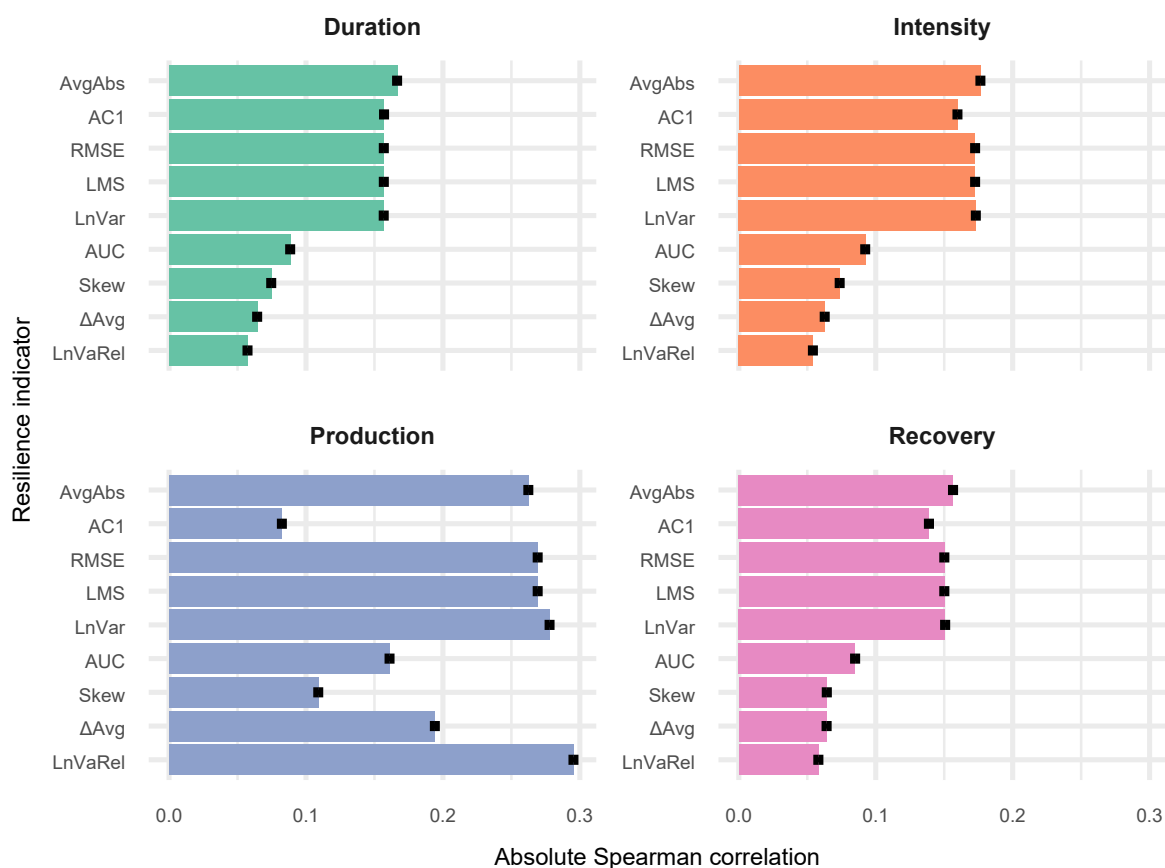 Duration
Intensity
AvgAbs
AC1
RMSE
LMS
LnVar
AUC
Skew
ΔAvg
LnVaRel
AvgAbs
AC1
RMSE
LMS
LnVar
AUC
Skew
ΔAvg
LnVaRel
Resilience indicator
Production
Recovery
AvgAbs
AC1
RMSE
LMS
LnVar
AUC
Skew
ΔAvg
LnVaRel
AvgAbs
AC1
RMSE
LMS
LnVar
AUC
Skew
ΔAvg
LnVaRel
0.0 0.1 0.2 0.3
0.0 0.1 0.2 0.3
Absolute Spearman correlation